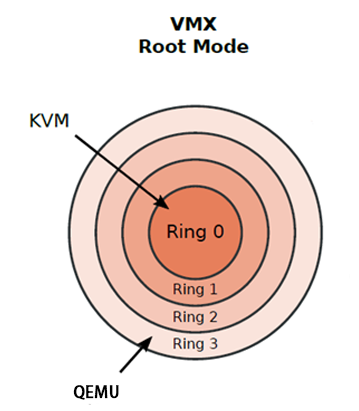 VMX
Root Mode
KVM
Ring 0
Ring 1
Ring 2
Ring 3
QEMU